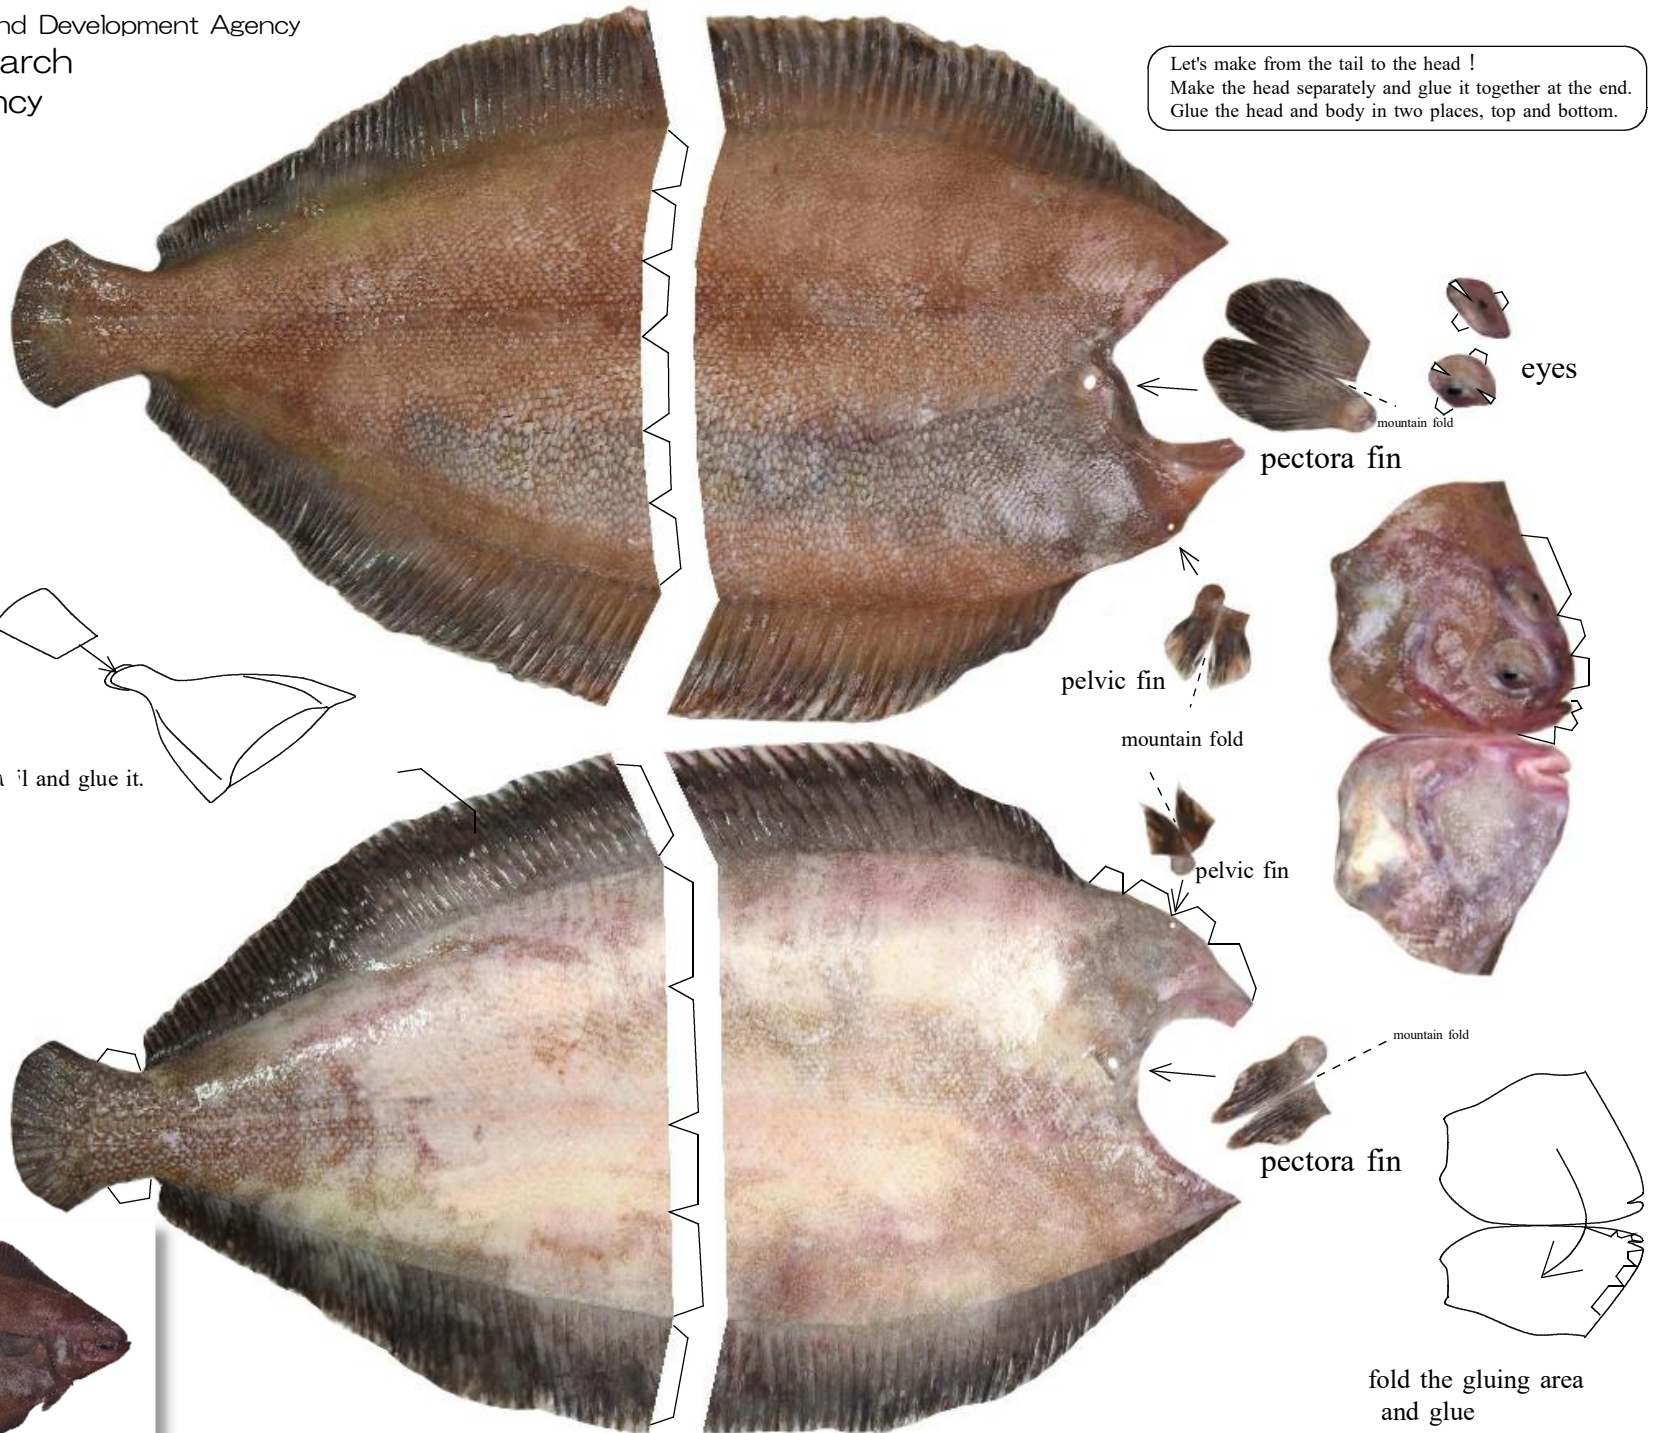 nd Development Agency
arch
ncy
Let's make from the tail to the head !
Make the head separately and glue it together at the end.
Glue the head and body in two places, top and bottom.
eyes
mountain fold
pectora fin
pelvic fin
mountain fold
l and glue it.
pelvic fin
mountain fold
pectora fin
fold the gluing area
and glue